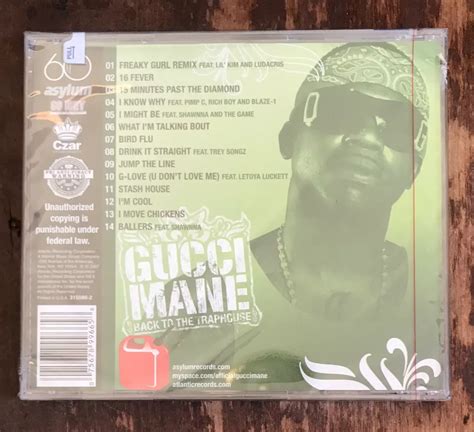 PULL
60
asylum
01 FREAKY GURL REMIX FEAT. LIL' KIM AND LUDACRIS
02 16 FEVER
03 15 MINUTES PAST THE DIAMOND
04 I KNOW WHY FEAT. PIMP C, RICH BOY AND BLAZE-1
05 I MIGHT BE FEAT. SHAWNNA AND THE GAME
06 WHAT I'M TALKING BOUT
07 BIRD FLU
08 DRINK IT STRAIGHT FEAT. TREY SONGZ
09 JUMP THE LINE
10 G-LOVE (U DON'T LOVE ME) FEAT. LETOYA LUCKETT
11 STASH HOUSE
12 I'M COOL
13 I MOVE CHICKENS
14 BALLERS FEAT. SHAWNNA
Czar
Unauthorized
copying is
punishable under
federal law.
GUCCI
MANE
BACK TO THE TRAPHOUSE
asylumrecords.com
myspace.com/officialguccimane
atlanticrecords.com